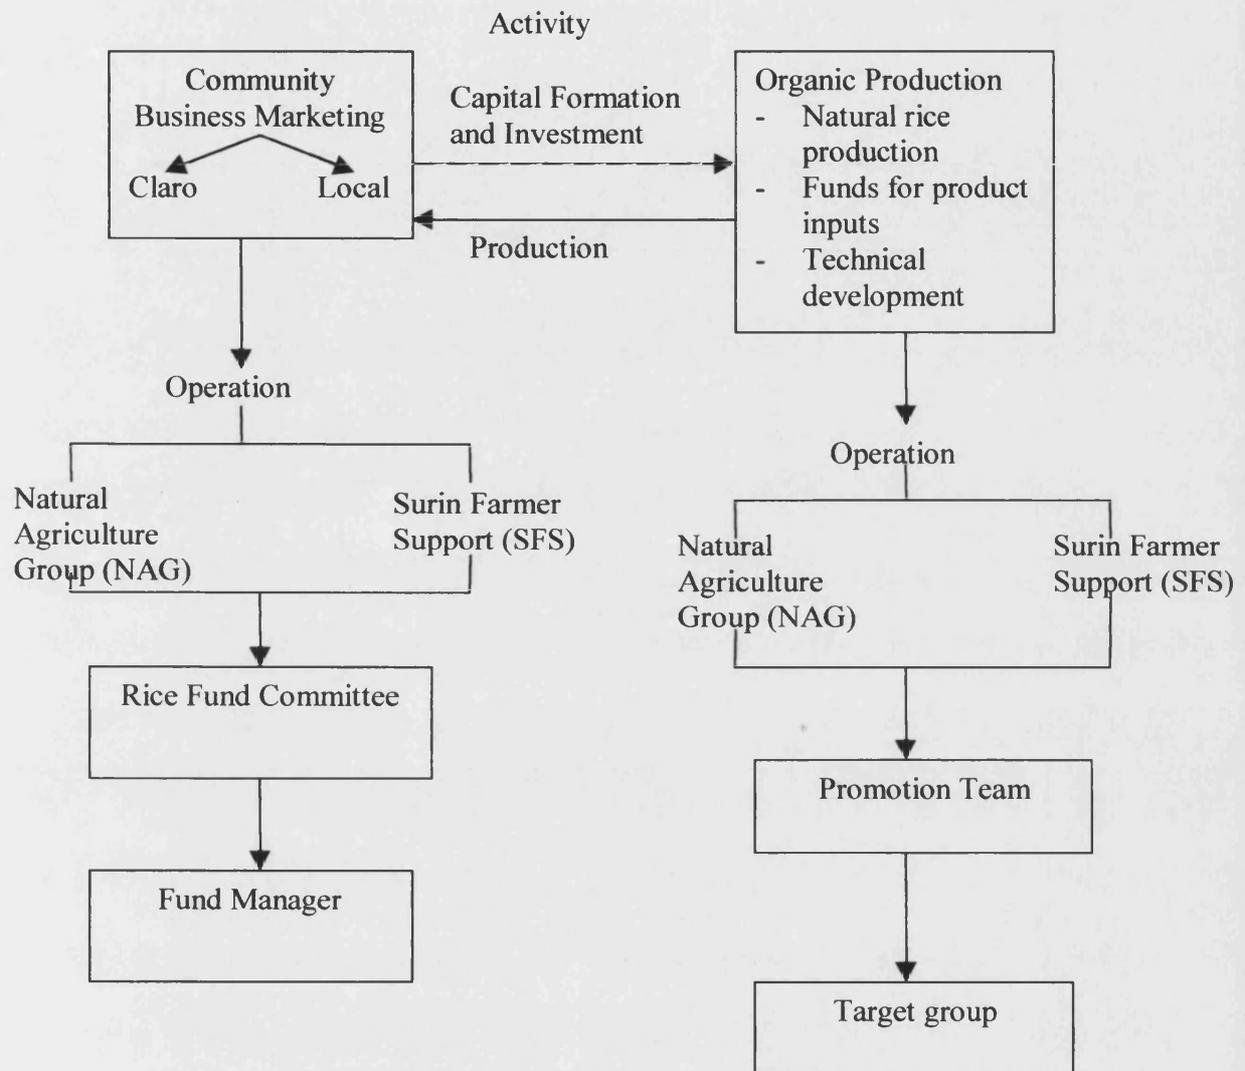 Activity
Community
Business Marketing
Claro
Local
Capital Formation
and Investment
Production
Organic Production
- Natural rice
production
- Funds for product
inputs
- Technical
development
Operation
Natural
Agriculture
Group (NAG)
Surin Farmer
Support (SFS)
Rice Fund Committee
Fund Manager
Operation
Natural
Agriculture
Group (NAG)
Surin Farmer
Support (SFS)
Promotion Team
Target group